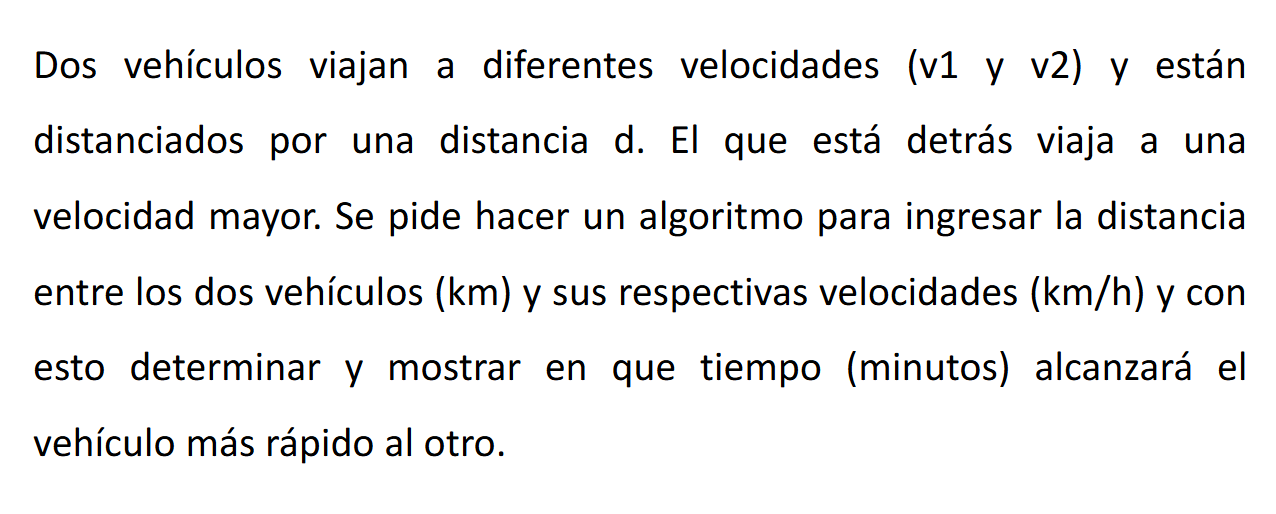 Dos vehículos viajan a diferentes velocidades (v1 y v2) y están
distanciados por una distancia d. El que está detrás viaja a una
velocidad mayor. Se pide hacer un algoritmo para ingresar la distancia
entre los dos vehículos (km) y sus respectivas velocidades (km/h) y con
esto determinar y mostrar en que tiempo (minutos) alcanzará el
vehículo más rápido al otro.